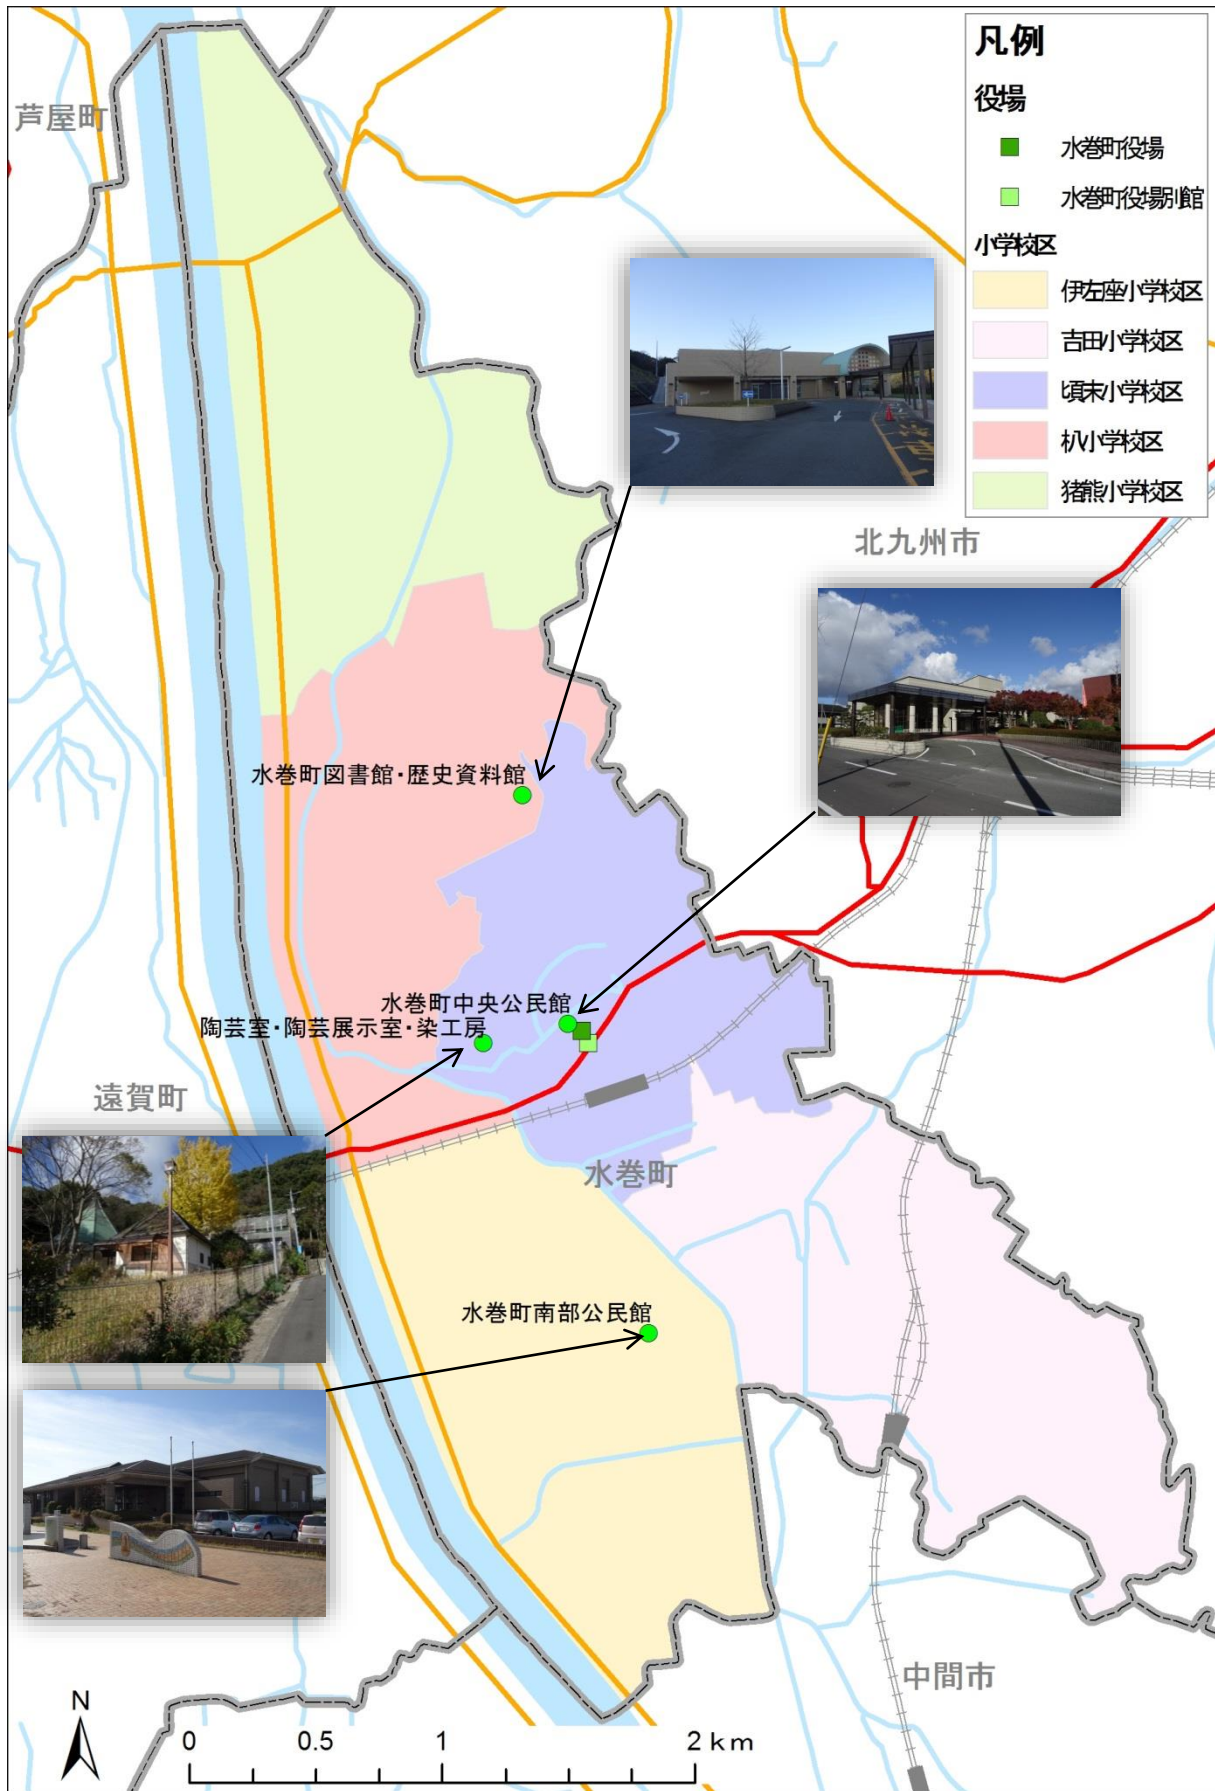 凡例
役場
水巻町役場
水巻町役場別館
小学校区
伊左座小学校区
吉田小学校区
頃末小学校区
朳小学校区
猪熊小学校区
芦屋町
北九州市
水巻町図書館・歴史資料館
水巻町中央公民館
陶芸室・陶芸展示室・染工房
遠賀町
水巻町
水巻町南部公民館
中間市
N
0 0.5 1 2 km